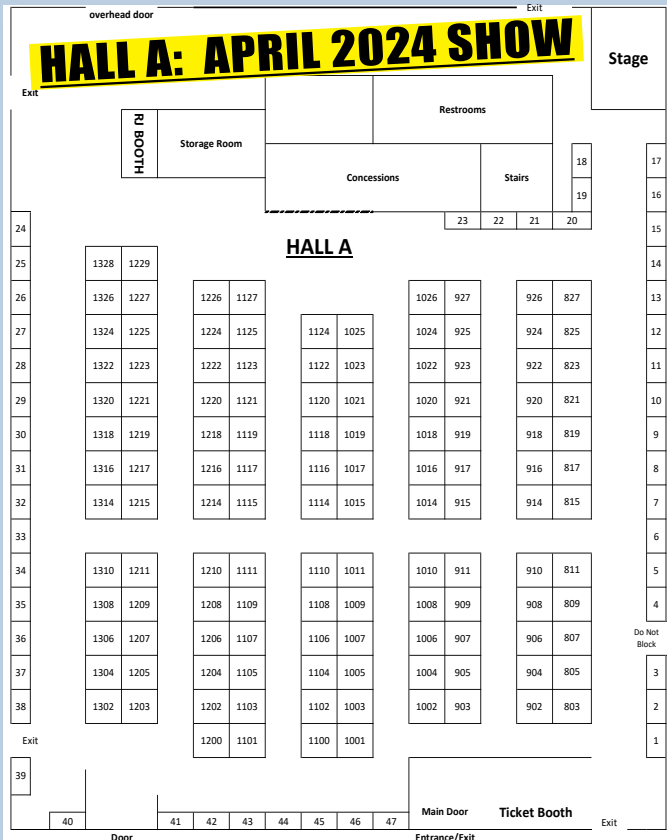 overhead door
Exit
HALL A: APRIL 2024 SHOW
Stage
Exit
Restrooms
RJ BOOTH
Storage Room
Concessions
Stairs
18
17
19
16
23 22 21 20
24
15
HALL A
25 1328 1229 14
26 1326 1227 1226 1127 1026 927 926 827 13
27 1324 1225 1224 1125 1124 1025 1024 925 924 825 12
28 1322 1223 1222 1123 1122 1023 1022 923 922 823 11
29 1320 1221 1220 1121 1120 1021 1020 921 920 821 10
30 1318 1219 1218 1119 1118 1019 1018 919 918 819 9
31 1316 1217 1216 1117 1116 1017 1016 917 916 817 8
32 1314 1215 1214 1115 1114 1015 1014 915 914 815 7
33 6
34 1310 1211 1210 1111 1110 1011 1010 911 910 811 5
35 1308 1209 1208 1109 1108 1009 1008 909 908 809 4
36 1306 1207 1206 1107 1106 1007 1006 907 906 807
Do Not
Block
37 1304 1205 1204 1105 1104 1005 1004 905 904 805 3
38 1302 1203 1202 1103 1102 1003 1002 903 902 803 2
Exit 1200 1101 1100 1001 1
39
40 41 42 43 44 45 46 47
Main Door
Ticket Booth
Exit
Door
Entrance/Exit